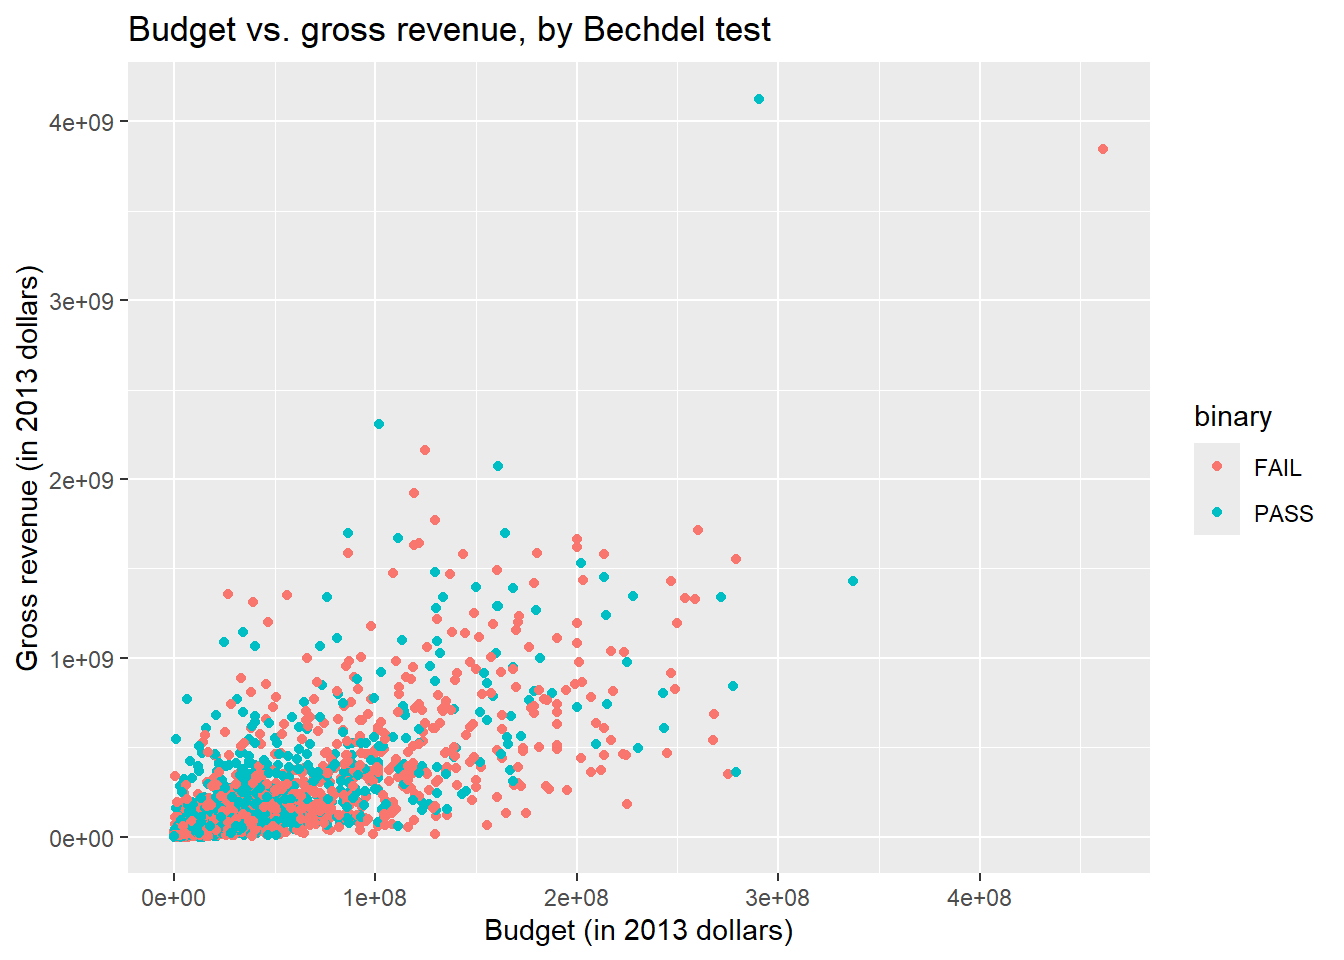 Budget vs. gross revenue, by Bechdel test
4e+09
3e+09
2e+09
1e+09
0e+00
Gross revenue (in 2013 dollars)
0e+00 1e+08 2e+08 3e+08 4e+08
Budget (in 2013 dollars)
binary
FAIL
PASS